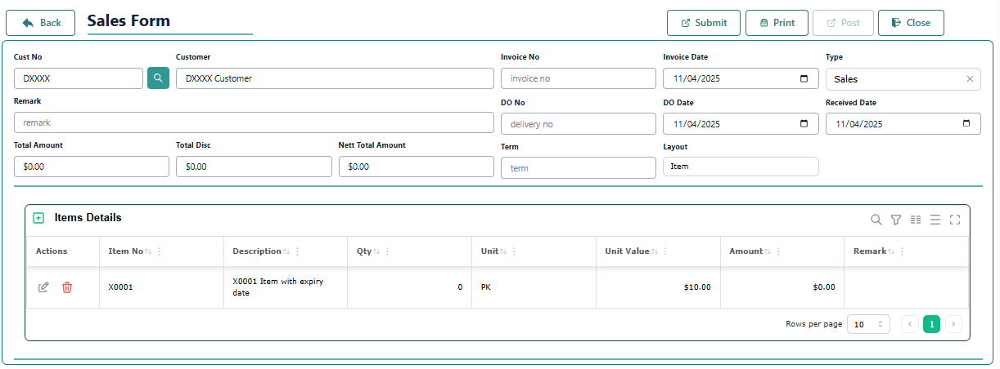 Back
Sales Form
Submit
Print
Post
Close
Cust No
Customer
Invoice No
Invoice Date
Type
DXXXX
DXXXX Customer
invoice no
11/04/2025
Sales
Remark
DO No
DO Date
Received Date
remark
delivery no
11/04/2025
11/04/2025
Total Amount
Total Disc
Nett Total Amount
Term
Layout
$0.00
$0.00
$0.00
term
Item
Items Details
Actions
Item No
Description
Qty
Unit
Unit Value
Amount
Remark
X0001
X0001 Item with expiry
date
0
PK
$10.00
$0.00
Rows per page
10
1